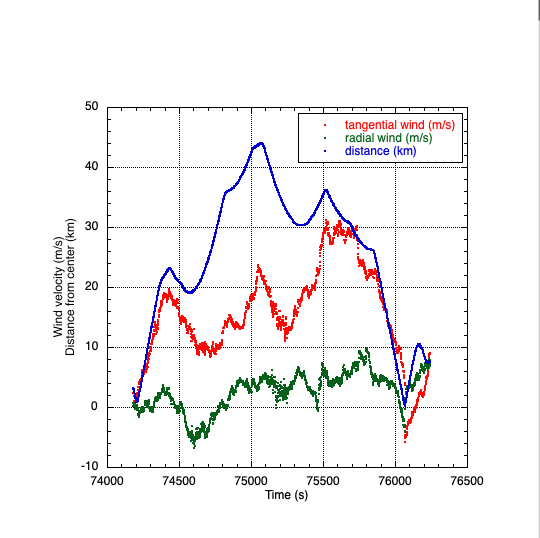 50
40
30
20
10
0
-10
Wind velocity (m/s)
Distance from center (km)
tangential wind (m/s)
radial wind (m/s)
distance (km)
74000 74500 75000 75500 76000 76500
Time (s)